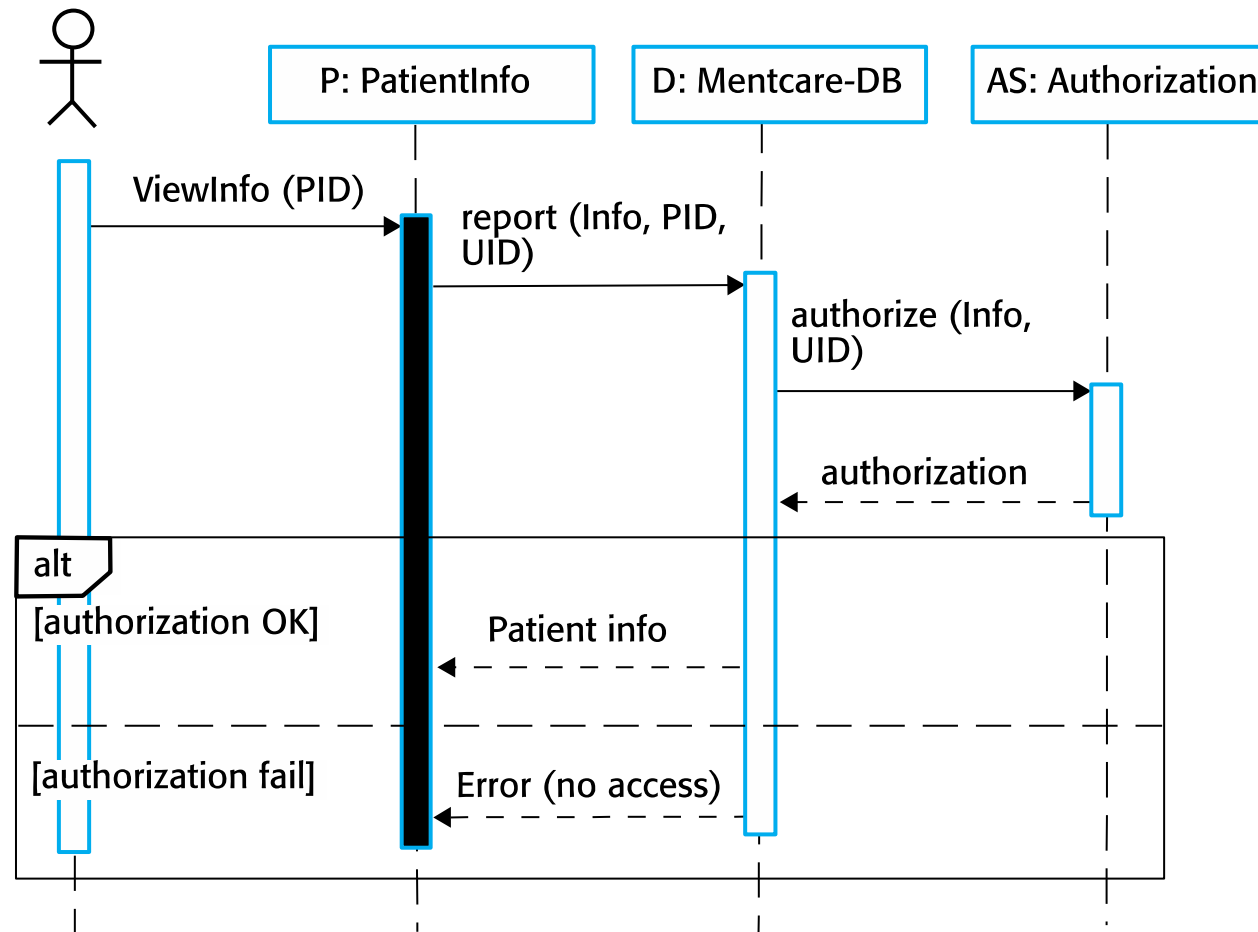 P: PatientInfo
D: Mentcare-DB
AS: Authorization
ViewInfo (PID)
report (Info, PID,
UID)
authorize (Info,
UID)
authorization
alt
[authorization OK]
Patient info
[authorization fail]
Error (no access)